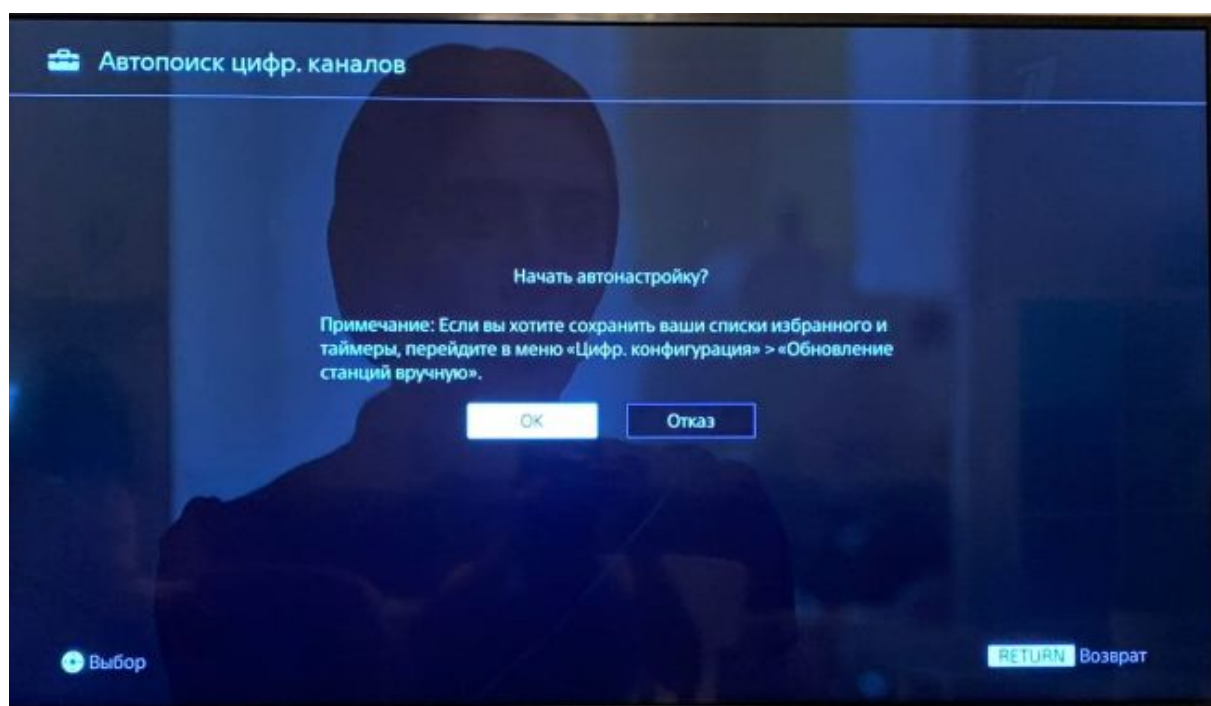 Автопоиск цифр. каналов
Начать автонастройку?
Примечание: Если вы хотите сохранить ваши списки избранного и
таймеры, перейдите в меню «Цифр. конфигурация» > «Обновление
станций вручную».
OK
Отказ
Выбор
RETURN Возврат